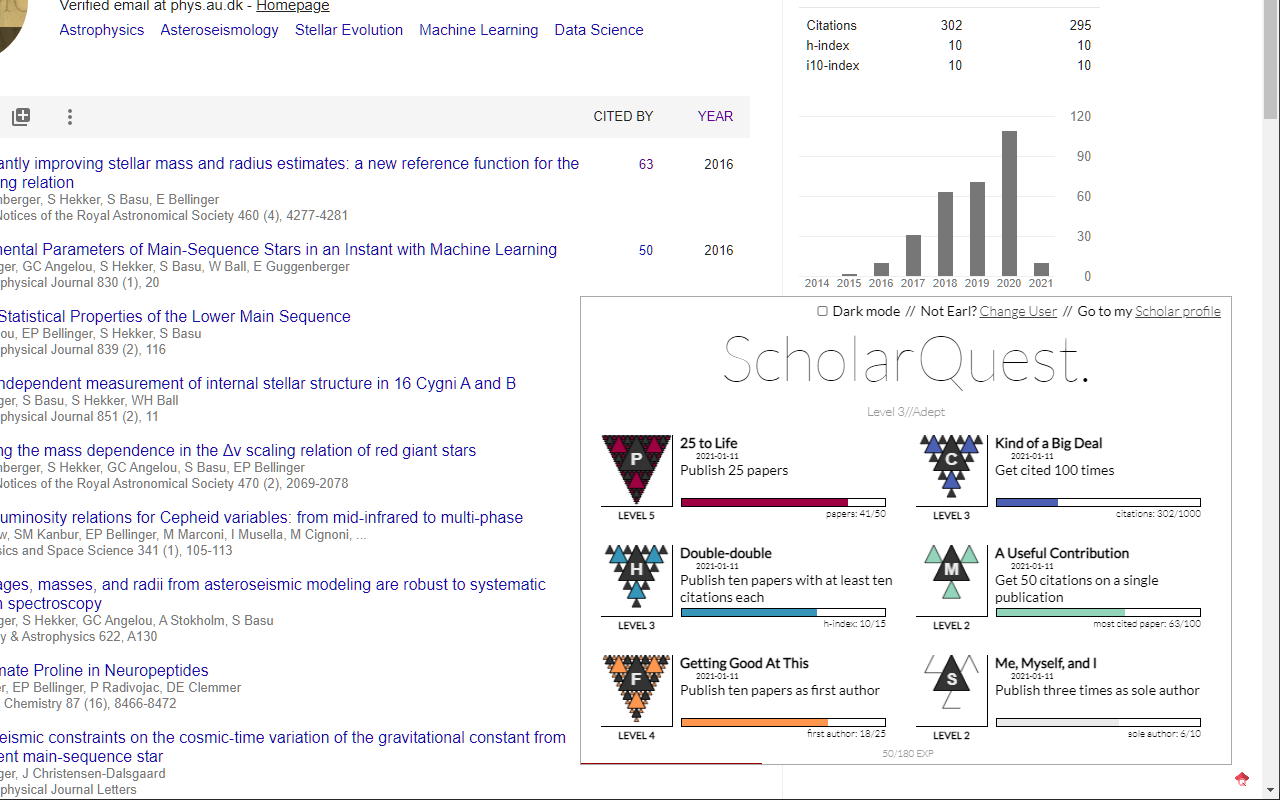 Verified email at phys.au.dk - Homepage
Astrophysics Asteroseismology Stellar Evolution Machine Learning Data Science
Citations 302 295
h-index 10 10
i10-index 10 10
CITED BY YEAR
antly improving stellar mass and radius estimates: a new reference function for the 63 2016
ng relation
nberger, S Hekker, S Basu, E Bellinger
Notices of the Royal Astronomical Society 460 (4), 4277-4281
nental Parameters of Main-Sequence Stars in an Instant with Machine Learning 50 2016
ger, GC Angelou, S Hekker, S Basu, W Ball, E Guggenberger
physical Journal 830 (1), 20
Statistical Properties of the Lower Main Sequence
ou, EP Bellinger, S Hekker, S Basu
physical Journal 839 (2), 116
ndependent measurement of internal stellar structure in 16 Cygni A and B
ger, S Basu, S Hekker, WH Ball
physical Journal 851 (2), 11
ng the mass dependence in the Δν scaling relation of red giant stars
nberger, S Hekker, GC Angelou, S Basu, EP Bellinger
Notices of the Royal Astronomical Society 470 (2), 2069-2078
uminosity relations for Cepheid variables: from mid-infrared to multi-phase
w, SM Kanbur, EP Bellinger, M Marconi, I Musella, M Cignoni, ...
sics and Space Science 341 (1), 105-113
ages, masses, and radii from asteroseismic modeling are robust to systematic
n spectroscopy
ger, S Hekker, GC Angelou, A Stokholm, S Basu
y & Astrophysics 622, A130
mate Proline in Neuropeptides
er, EP Bellinger, P Radivojac, DE Clemmer
Chemistry 87 (16), 8466-8472
eismic constraints on the cosmic-time variation of the gravitational constant from
ent main-sequence star
ger, J Christensen-Dalsgaard
physical Journal Letters
120
90
60
30
0
2014 2015 2016 2017 2018 2019 2020 2021
Dark mode // Not Earl? Change User // Go to my Scholar profile
ScholarQuest.
Level 3//Adept
P
LEVEL 5
25 to Life
2021-01-11
Publish 25 papers
papers: 41/50
C
LEVEL 3
Kind of a Big Deal
2021-01-11
Get cited 100 times
citations: 302/1000
H
LEVEL 3
Double-double
2021-01-11
Publish ten papers with at least ten
citations each
h-index: 10/15
M
LEVEL 2
A Useful Contribution
2021-01-11
Get 50 citations on a single
publication
most cited paper: 63/100
F
LEVEL 4
Getting Good At This
2021-01-11
Publish ten papers as first author
first author: 18/25
S
LEVEL 2
Me, Myself, and I
2021-01-11
Publish three times as sole author
sole author: 6/10
50/180 EXP